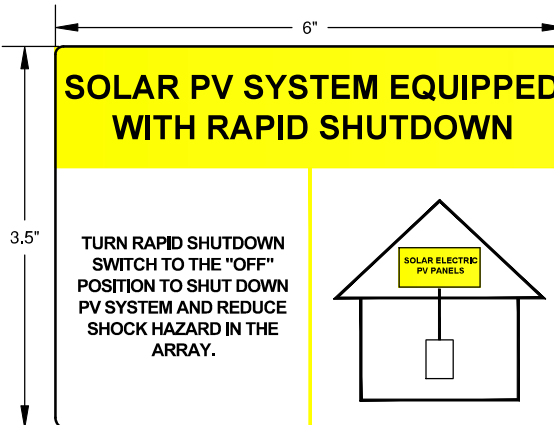 6"
SOLAR PV SYSTEM EQUIPPED
WITH RAPID SHUTDOWN
3.5"
TURN RAPID SHUTDOWN
SWITCH TO THE "OFF"
POSITION TO SHUT DOWN
PV SYSTEM AND REDUCE
SHOCK HAZARD IN THE
ARRAY.
SOLAR ELECTRIC
PV PANELS